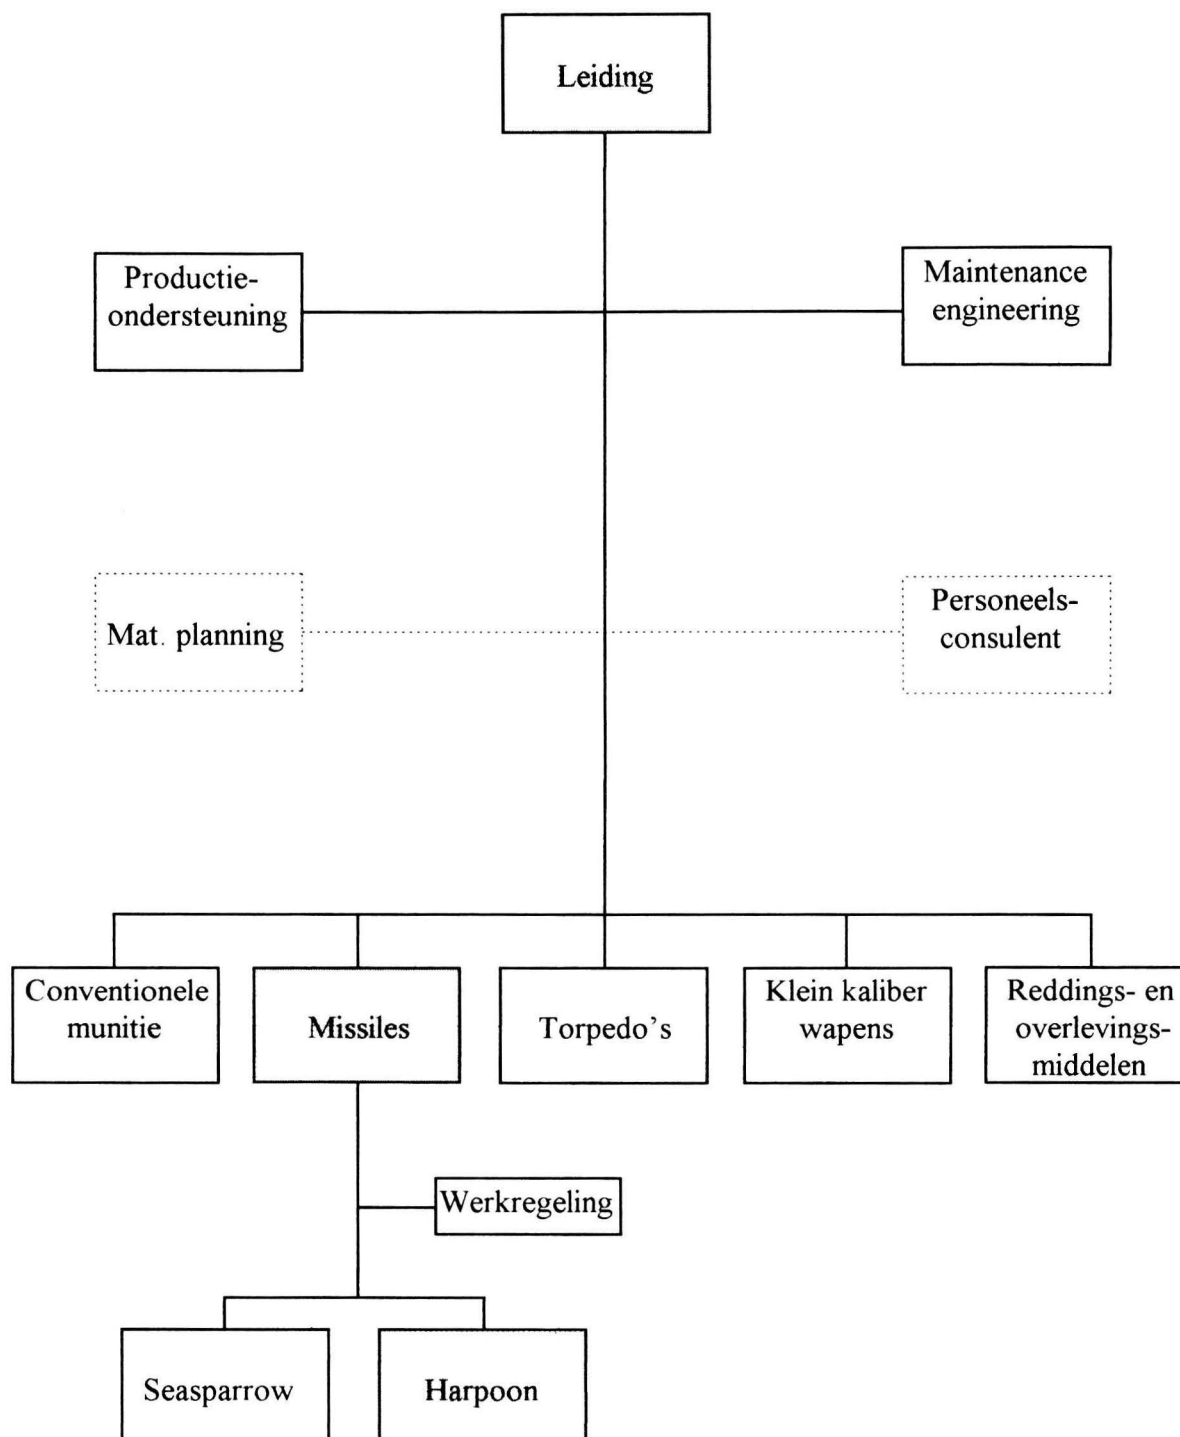 Leiding
Productie-
ondersteuning
Maintenance
engineering
Mat. planning
Personeels-
consulent
Conventionele
munitie
Missiles
Torpedo's
Klein kaliber
wapens
Reddings- en
overlevings-
middelen
Werkregeling
Seasparrow
Harpoon